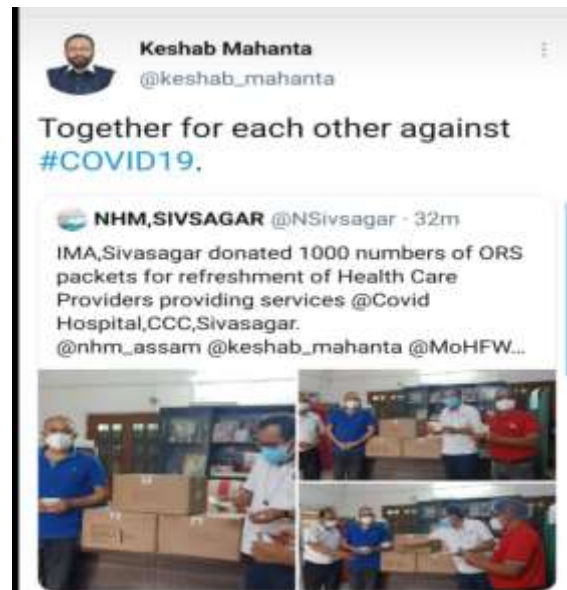 Keshab Mahanta
@keshab_mahanta
Together for each other against
#COVID19.
NHM,SIVSAGAR @NSivsagar · 32m
IMA,Sivasagar donated 1000 numbers of ORS
packets for refreshment of Health Care
Providers providing services @Covid
Hospital,CCC,Sivasagar.
@nhm_assam @keshab_mahanta @MoHFW...